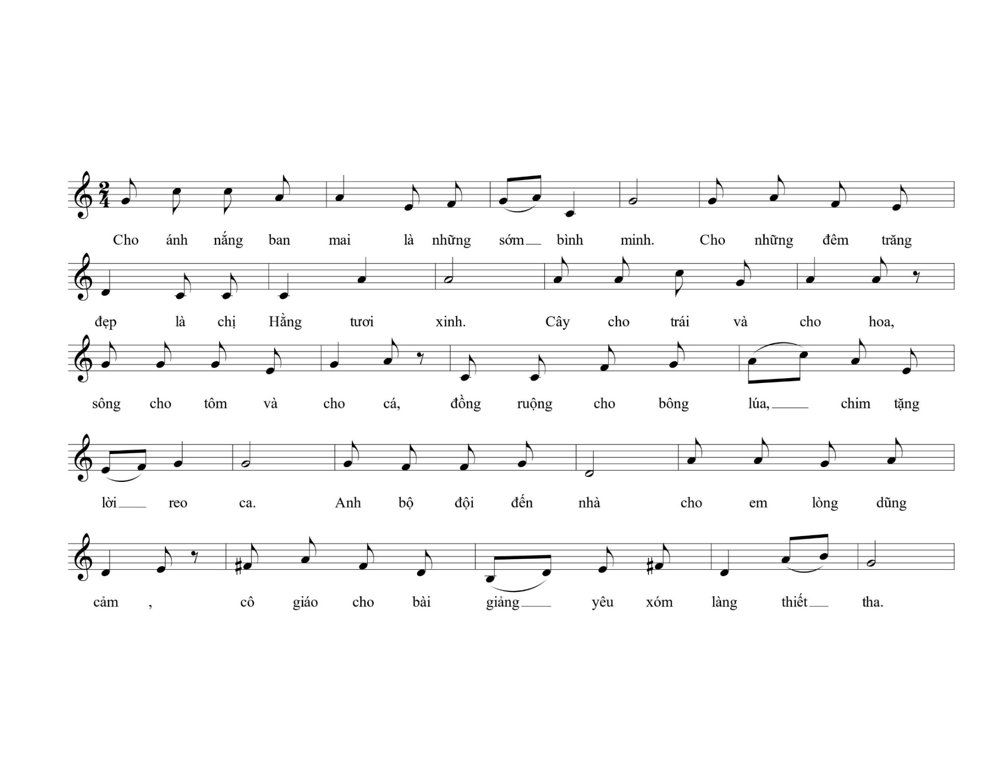 2
4
Cho ánh nắng ban mai là những sớm bình minh. Cho những đêm trăng
đẹp là chị Hằng tươi xinh. Cây cho trái và cho hoa,
sông cho tôm và cho cá, đồng ruộng cho bông lúa, chim tặng
lời reo ca. Anh bộ đội đến nhà cho em lòng dũng
cảm , cô giáo cho bài giảng yêu xóm làng thiết tha.